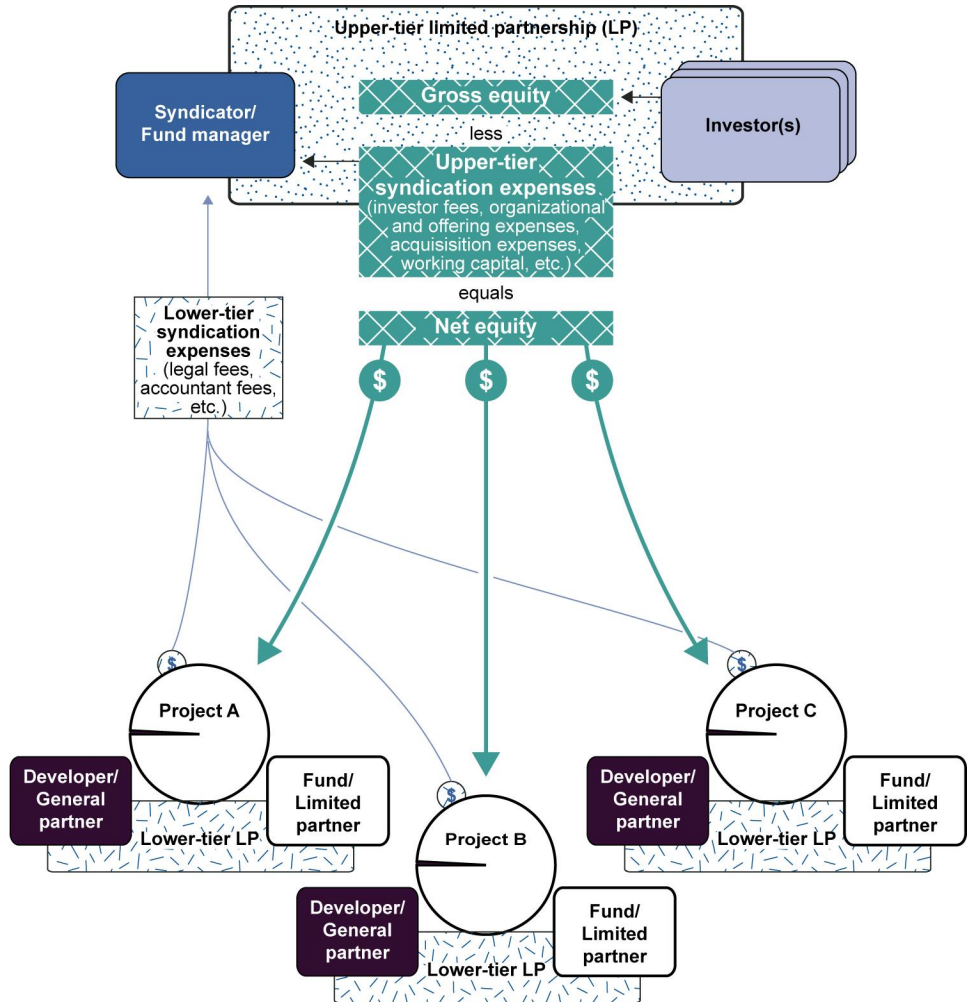 Upper-tier limited partnership (LP)
Syndicator/
Fund manager
Gross equity
Investor(s)
less
Upper-tier
syndication expenses
(investor fees, organizational
and offering expenses,
acquisisition expenses,
working capital, etc.)
equals
Net equity
Lower-tier
syndication
expenses
(legal fees,
accountant fees,
etc.)
$
$
$
$
Project A
Developer/
General
partner
Fund/
Limited
partner
Lower-tier LP
$
Project B
Developer/
General
partner
Fund/
Limited
partner
Lower-tier LP
$
Project C
Developer/
General
partner
Fund/
Limited
partner
Lower-tier LP